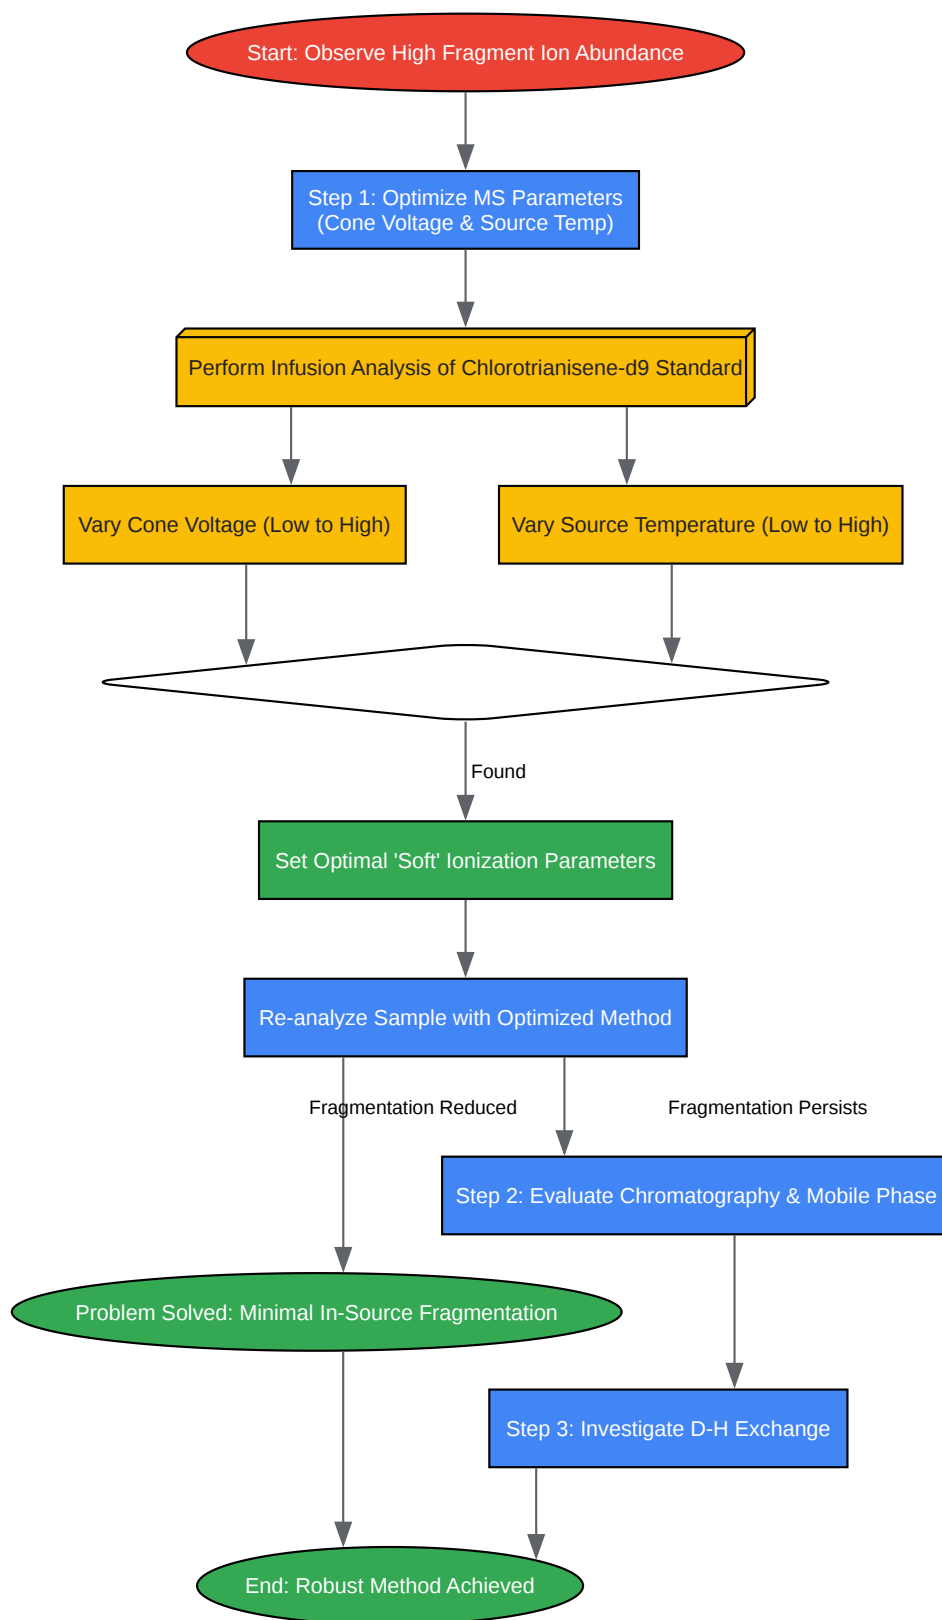 Start: Observe High Fragment Ion Abundance
Step 1: Optimize MS Parameters
(Cone Voltage & Source Temp)
Perform Infusion Analysis of Chlorotrianisene-d9 Standard
Vary Cone Voltage (Low to High)
Vary Source Temperature (Low to High)
Found
Set Optimal 'Soft' Ionization Parameters
Re-analyze Sample with Optimized Method
Fragmentation Reduced
Fragmentation Persists
Step 2: Evaluate Chromatography & Mobile Phase
Problem Solved: Minimal In-Source Fragmentation
Step 3: Investigate D-H Exchange
End: Robust Method Achieved